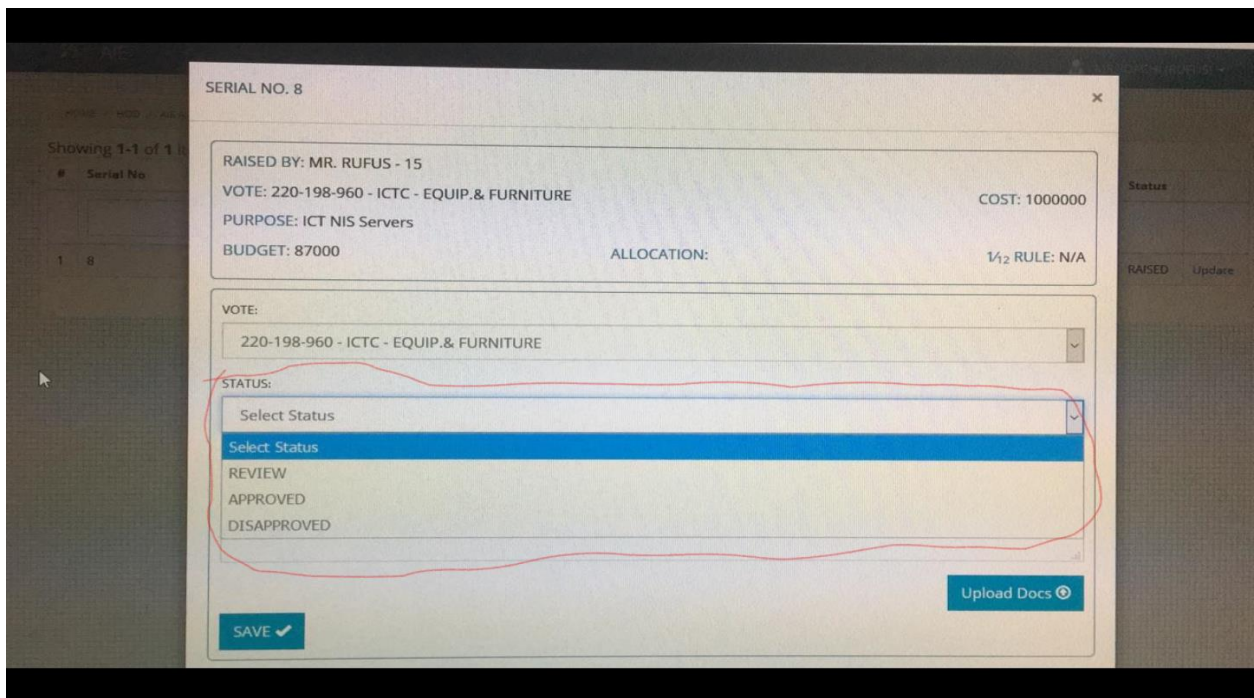 AIE
SERIAL NO. 8
×
HOME HOD
Showing 1-1 of 1
# Serial No
Status
RAISED BY: MR. RUFUS - 15
VOTE: 220-198-960 - ICTC - EQUIP.& FURNITURE
COST: 1000000
PURPOSE: ICT NIS Servers
BUDGET: 87000 ALLOCATION: 1⁄12 RULE: N/A
1 8
RAISED Update
VOTE:
220-198-960 - ICTC - EQUIP.& FURNITURE
STATUS:
Select Status
Select Status
REVIEW
APPROVED
DISAPPROVED
Upload Docs
SAVE ✔